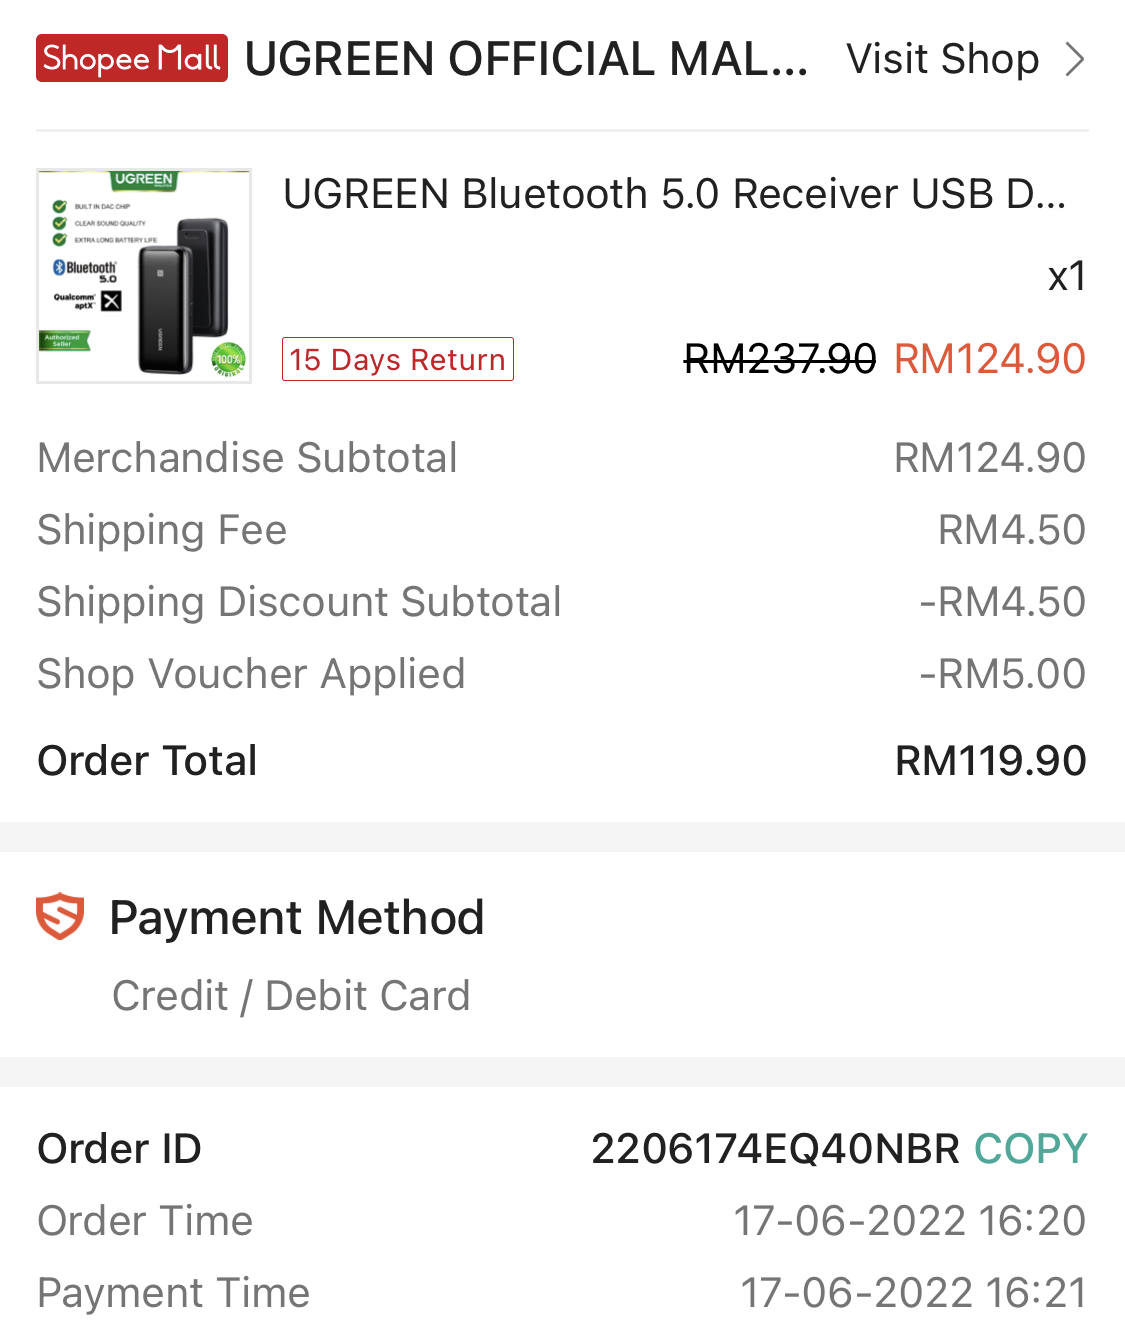 Shopee Mall UGREEN OFFICIAL MAL... Visit Shop
UGREEN
BUILT IN DAC CHIP
CLEAR SOUND QUALITY
EXTRA LONG BATTERY LIFE
Bluetooth
5.0
Qualcomm
aptX
Authorized
Seller
UGREEN
100%
ORIGINAL
UGREEN Bluetooth 5.0 Receiver USB D...
x1
15 Days Return RM237.90 RM124.90
Merchandise Subtotal RM124.90
Shipping Fee RM4.50
Shipping Discount Subtotal -RM4.50
Shop Voucher Applied -RM5.00
Order Total RM119.90
Payment Method
Credit / Debit Card
Order ID 2206174EQ40NBR COPY
Order Time 17-06-2022 16:20
Payment Time 17-06-2022 16:21